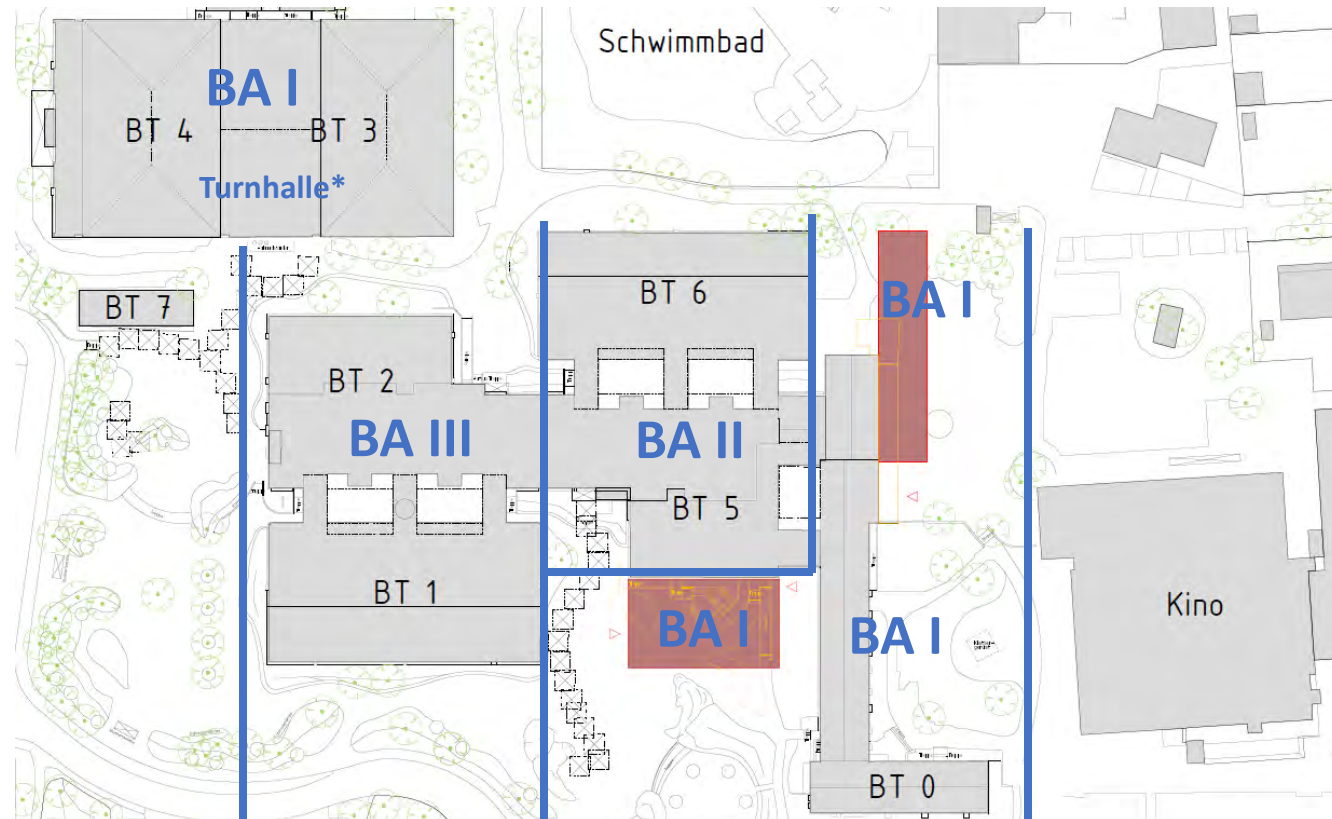 Schwimmbad
BA I
BT 4
BT 3
Turnhalle*
BT 7
BT 6
BA I
BT 2
BA III
BA II
BT 5
BT 1
BA I
BA I
Kino
BT 0